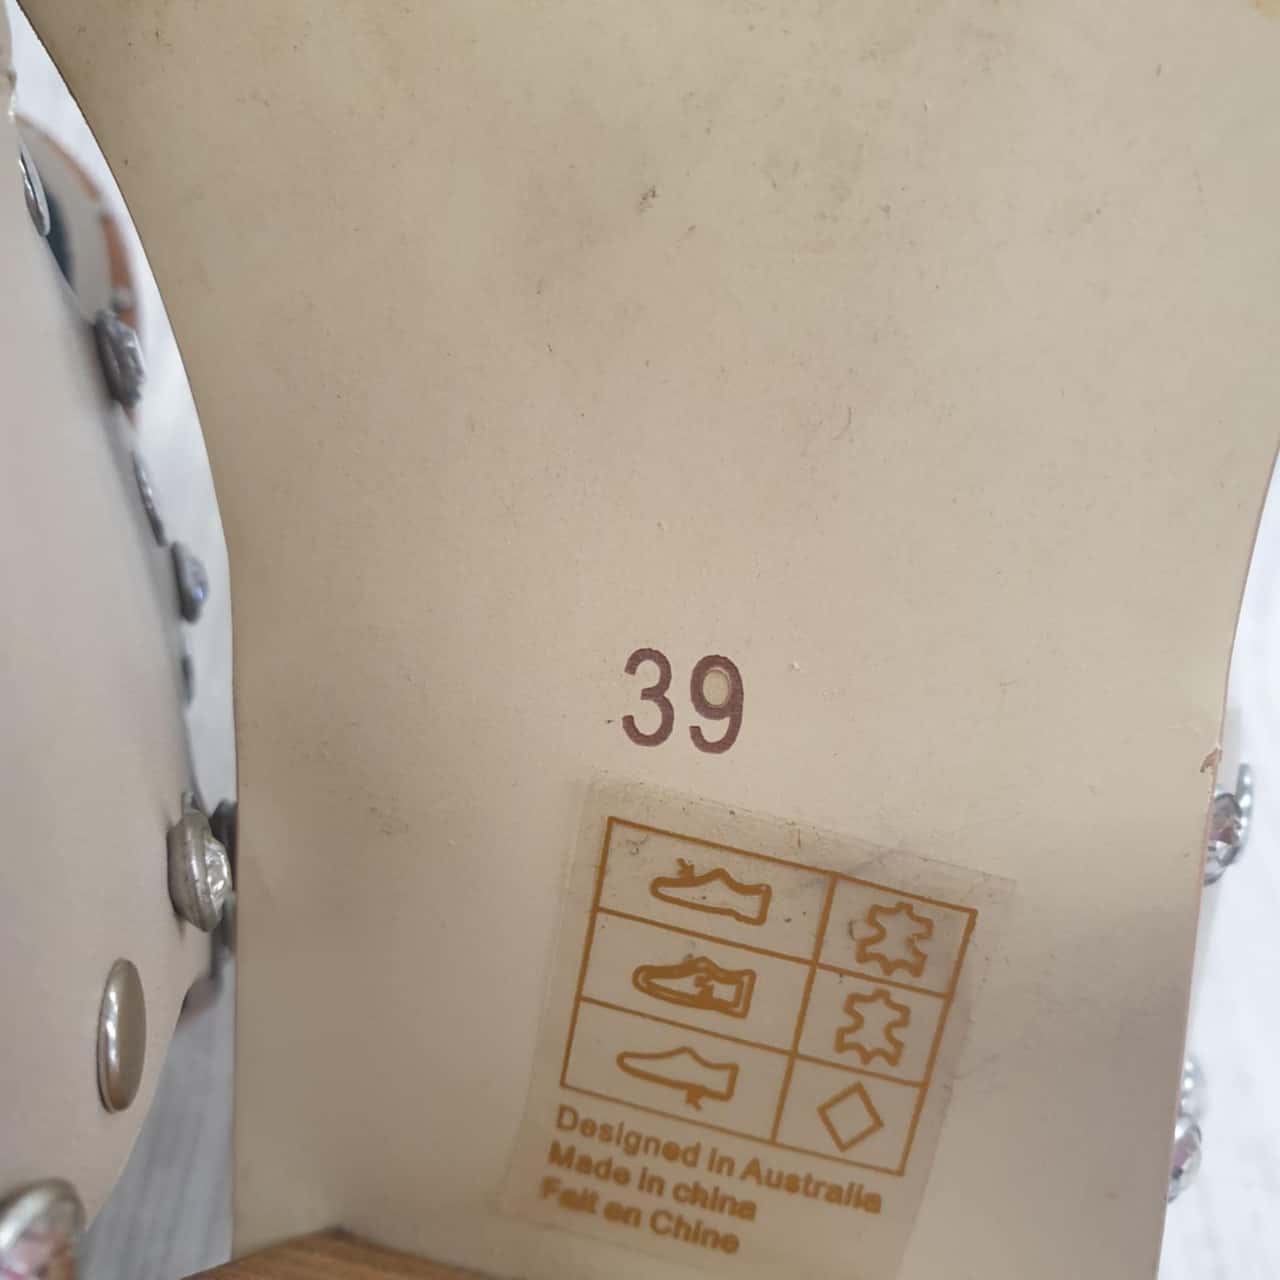 39
Designed in Australia
Made in china
Fait en Chine